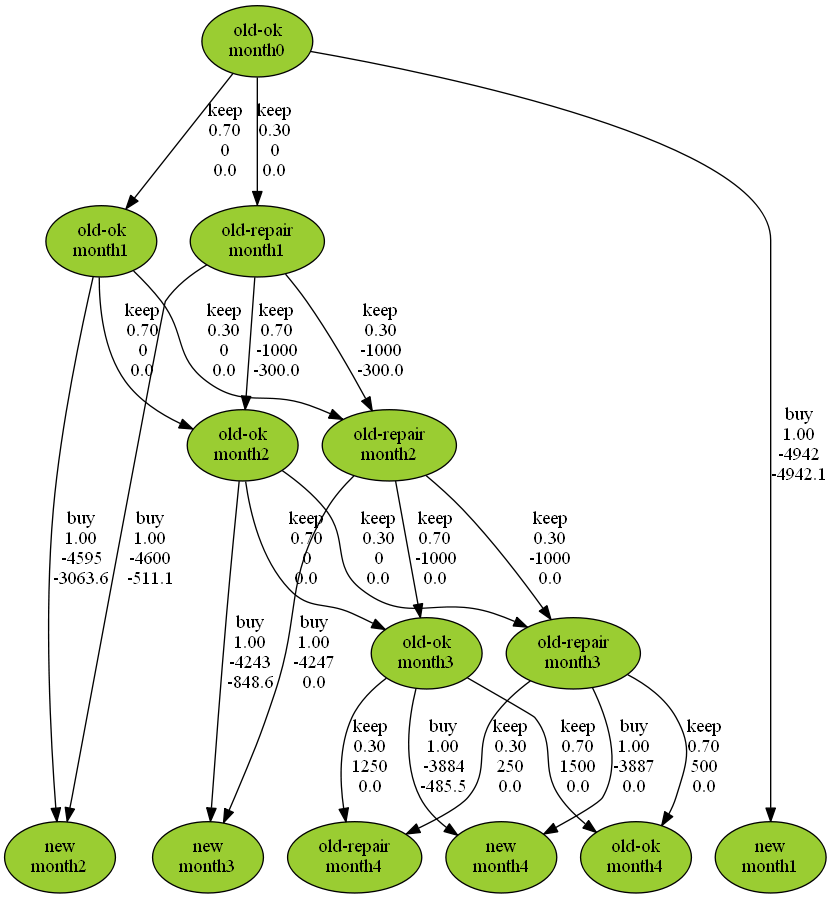 old-ok
month0
keep
0.70
0
0.0
keep
0.30
0
0.0
old-ok
month1
old-repair
month1
keep
0.70
0
0.0
keep
0.30
0
0.0
keep
0.70
-1000
-300.0
keep
0.30
-1000
-300.0
buy
1.00
-4942
-4942.1
old-ok
month2
old-repair
month2
buy
1.00
-4595
-3063.6
buy
1.00
-4600
-511.1
keep
0.70
0
0.0
keep
0.30
0
0.0
keep
0.70
-1000
0.0
keep
0.30
-1000
0.0
buy
1.00
-4243
-848.6
buy
1.00
-4247
0.0
old-ok
month3
old-repair
month3
keep
0.30
1250
0.0
buy
1.00
-3884
-485.5
keep
0.30
250
0.0
keep
0.70
1500
0.0
buy
1.00
-3887
0.0
keep
0.70
500
0.0
new
month2
new
month3
old-repair
month4
new
month4
old-ok
month4
new
month1